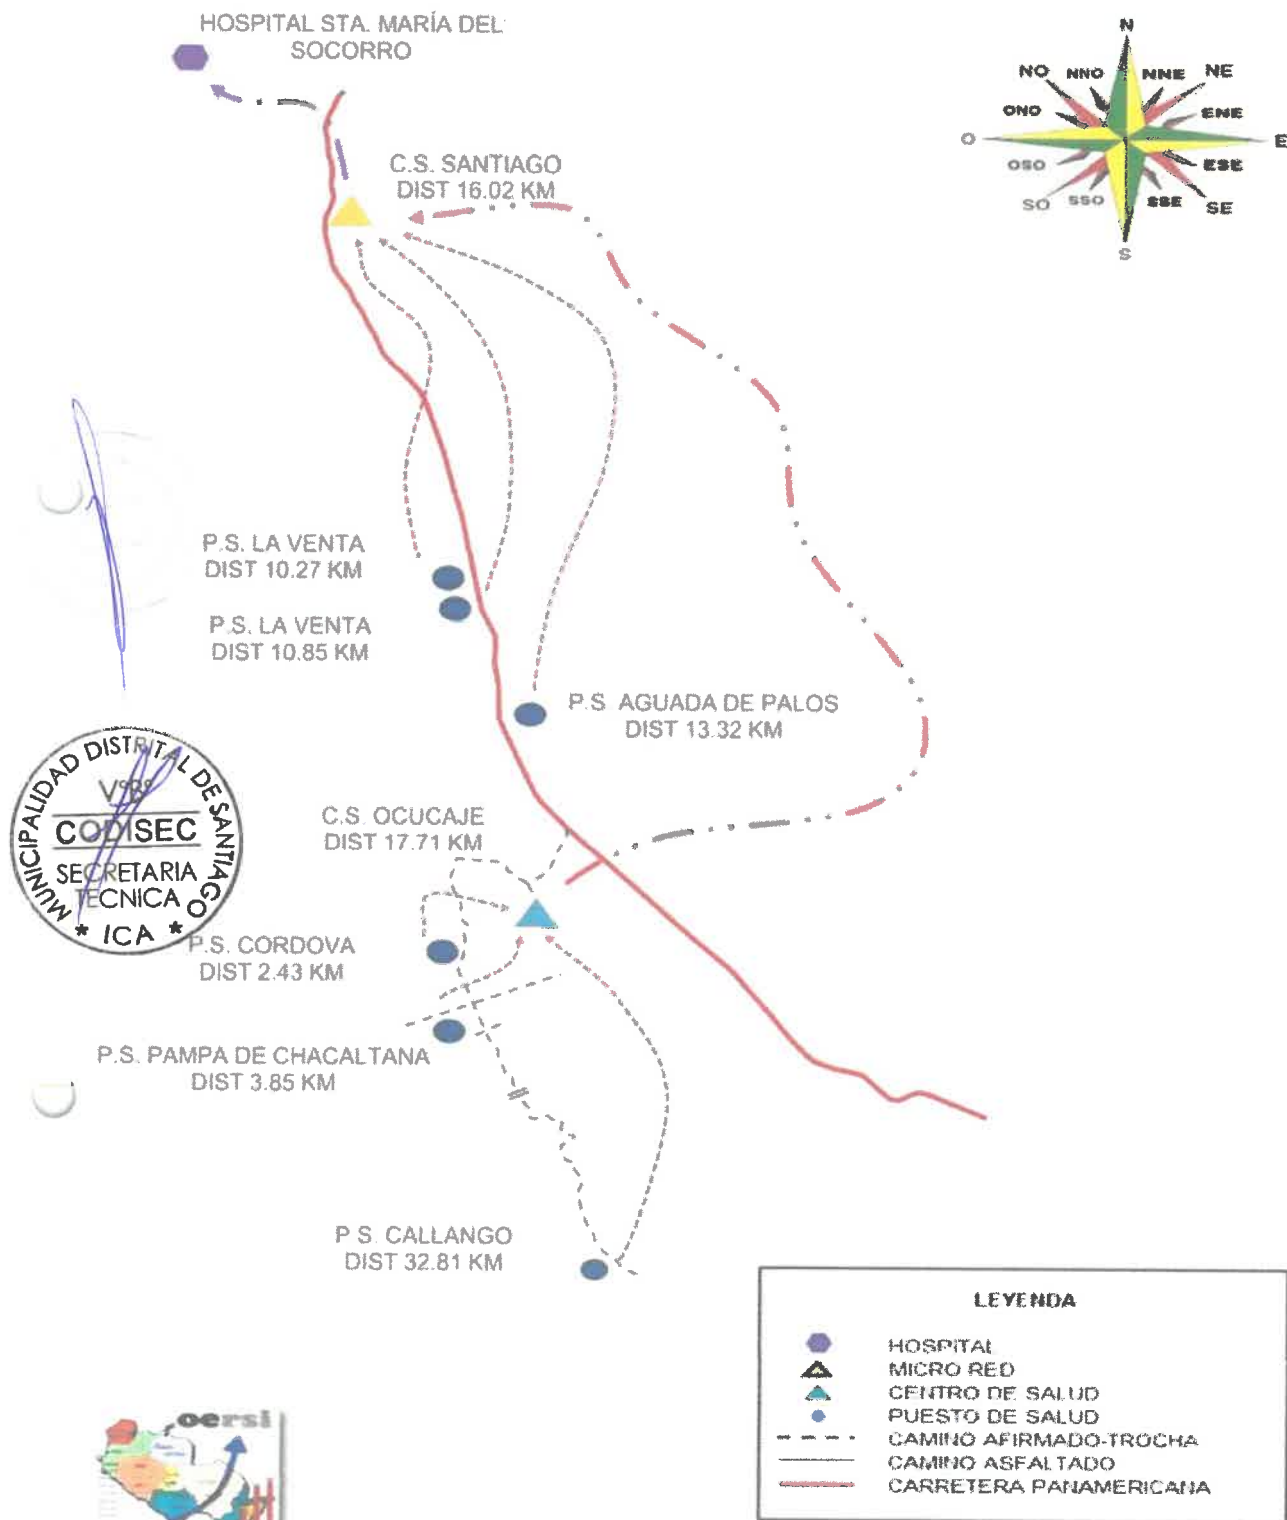 HOSPITAL STA. MARÍA DEL
SOCORRO
N
NO
NNO
NNE
NE
ONO
ENE
O
E
OSO
ESE
SO
SSO
SSE
SE
S
C.S. SANTIAGO
DIST 16.02 KM
P.S. LA VENTA
DIST 10.27 KM
P.S. LA VENTA
DIST 10.85 KM
P.S. AGUADA DE PALOS
DIST 13.32 KM
MUNICIPALIDAD DISTRITAL DE SANTIAGO
V°B°
CODISEC
SECRETARIA
TECNICA
* ICA *
C.S. OCUCAJE
DIST 17.71 KM
P.S. CORDOVA
DIST 2.43 KM
P.S. PAMPA DE CHACALTANA
DIST 3.85 KM
P.S. CALLANGO
DIST 32.81 KM
LEYENDA
HOSPITAL
MICRO RED
CENTRO DE SALUD
PUESTO DE SALUD
CAMINO AFIRMADO-TROCHA
CAMINO ASFALTADO
CARRETERA PANAMERICANA
oersi